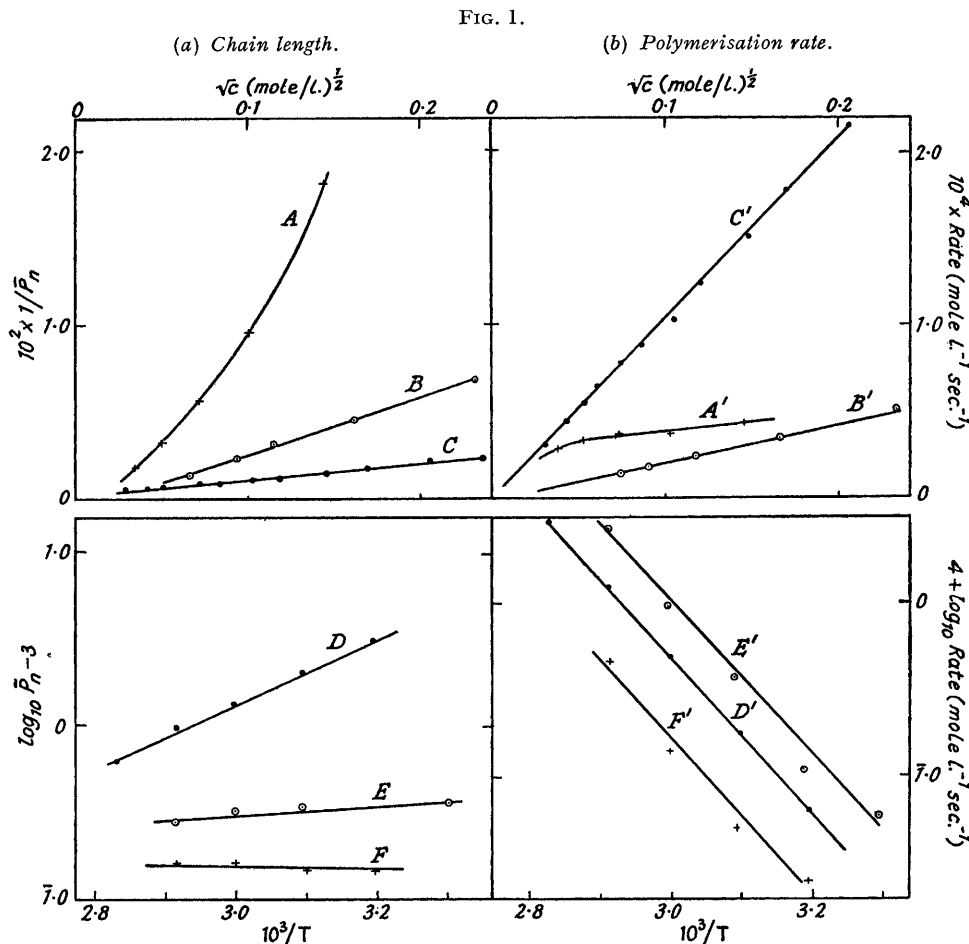 FIG. 1.
(a) Chain length.
(b) Polymerisation rate.
√c (mole/l.)^½
√c (mole/l.)^½
0 0·1 0·2 0 0·1 0·2
2·0
1·0
0
10² × 1/P̄ₙ
A
B
C
C′
A′
B′
2·0
1·0
0
10⁴ × Rate (mole l.⁻¹ sec.⁻¹)
1·0
0
1̄·0
log₁₀ P̄ₙ−3
D
E
F
E′
D′
F′
0
1̄·0
4+log₁₀ Rate (mole l.⁻¹ sec.⁻¹)
2·8 3·0 3·2 2·8 3·0 3·2
10³/T
10³/T